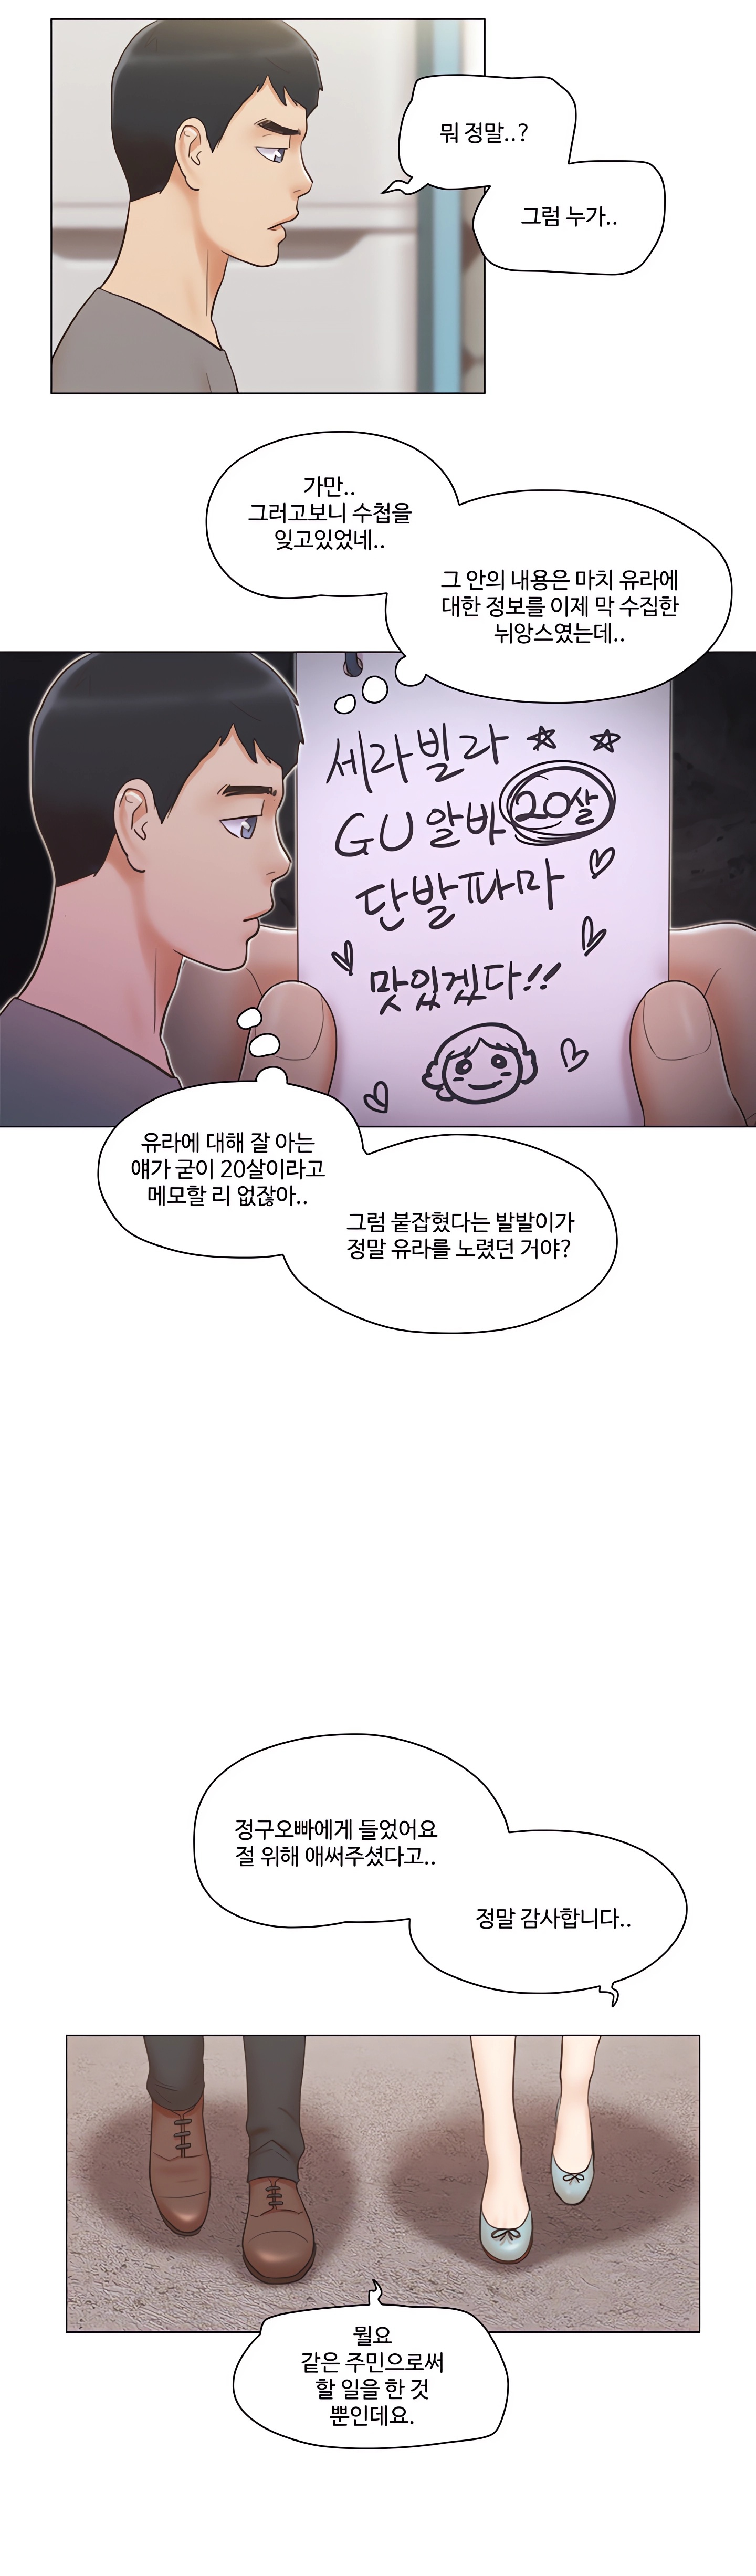 뭐 정말..?
그럼 누가..
가만..
그러고보니 수첩을
잊고있었네..
그 안의 내용은 마치 유라에
대한 정보를 이제 막 수집한
뉘앙스였는데..
세라빌라
GU알바 20살
단발파마
맛있겠다!!
유라에 대해 잘 아는
얘가 굳이 20살이라고
메모할 리 없잖아..
그럼 붙잡혔다는 발발이가
정말 유라를 노렸던 거야?
정구오빠에게 들었어요
절 위해 애써주셨다고..
정말 감사합니다..
뭘요
같은 주민으로써
할 일을 한 것
뿐인데요.